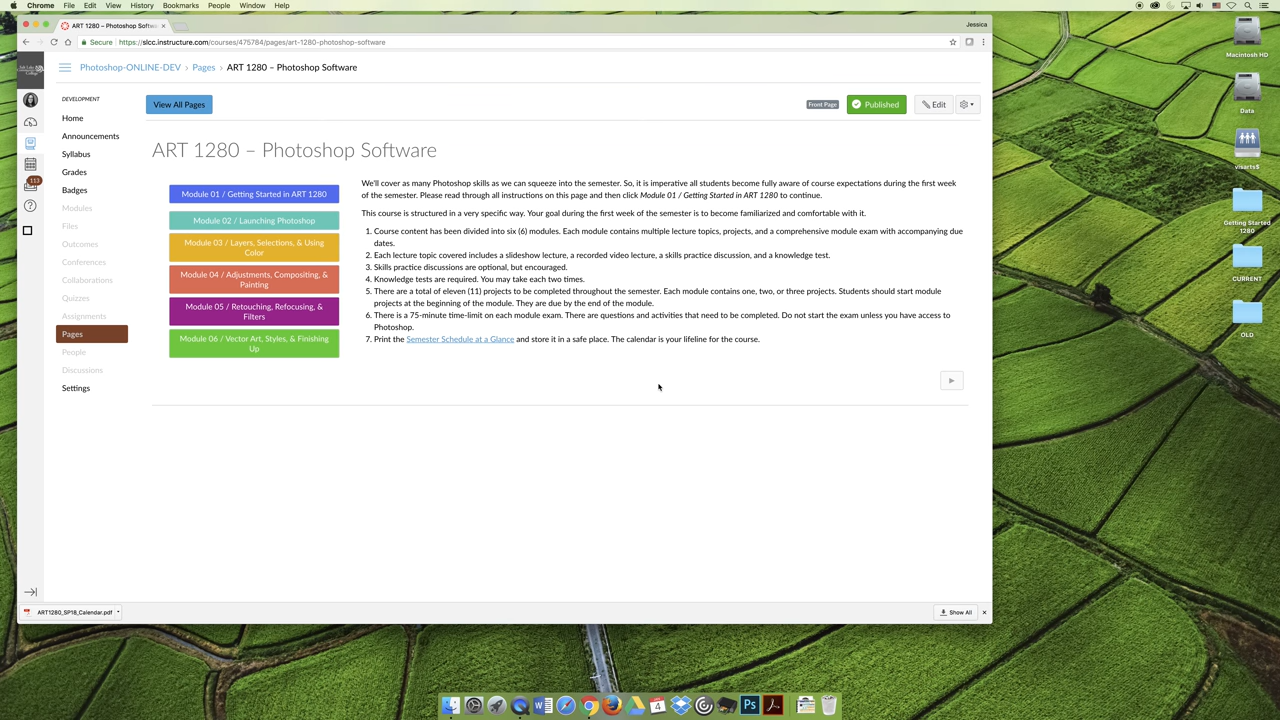 Chrome File Edit View History Bookmarks People Window Help
ART 1280 – Photoshop Softw
Jessica
Secure https://slcc.instructure.com/courses/475784/pages/art-1280-photoshop-software
Photoshop-ONLINE-DEV › Pages › ART 1280 – Photoshop Software
DEVELOPMENT
Home
Announcements
Syllabus
Grades
Badges
Modules
Files
Outcomes
Conferences
Collaborations
Quizzes
Assignments
Pages
People
Discussions
Settings
113
View All Pages
Front Page
Published
Edit
ART 1280 – Photoshop Software
Module 01 / Getting Started in ART 1280
Module 02 / Launching Photoshop
Module 03 / Layers, Selections, & Using
Color
Module 04 / Adjustments, Compositing, &
Painting
Module 05 / Retouching, Refocusing, &
Filters
Module 06 / Vector Art, Styles, & Finishing
Up
We'll cover as many Photoshop skills as we can squeeze into the semester. So, it is imperative all students become fully aware of course expectations during the first week
of the semester. Please read through all instructions on this page and then click Module 01 / Getting Started in ART 1280 to continue.
This course is structured in a very specific way. Your goal during the first week of the semester is to become familiarized and comfortable with it.
1. Course content has been divided into six (6) modules. Each module contains multiple lecture topics, projects, and a comprehensive module exam with accompanying due
dates.
2. Each lecture topic covered includes a slideshow lecture, a recorded video lecture, a skills practice discussion, and a knowledge test.
3. Skills practice discussions are optional, but encouraged.
4. Knowledge tests are required. You may take each two times.
5. There are a total of eleven (11) projects to be completed throughout the semester. Each module contains one, two, or three projects. Students should start module
projects at the beginning of the module. They are due by the end of the module.
6. There is a 75-minute time-limit on each module exam. There are questions and activities that need to be completed. Do not start the exam unless you have access to
Photoshop.
7. Print the Semester Schedule at a Glance and store it in a safe place. The calendar is your lifeline for the course.
ART1280_SP18_Calendar.pdf
Show All
Macintosh HD
Data
visarts$
Getting Started
1280
CURRENT
OLD
4
Ps